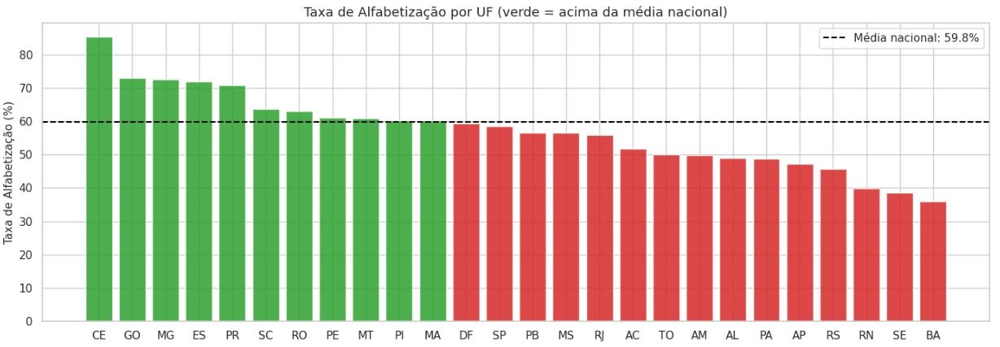 Taxa de Alfabetização por UF (verde = acima da média nacional)
Média nacional: 59.8%
Taxa de Alfabetização (%)
80
70
60
50
40
30
20
10
0
CE GO MG ES PR SC RO PE MT PI MA DF SP PB MS RJ AC TO AM AL PA AP RS RN SE BA